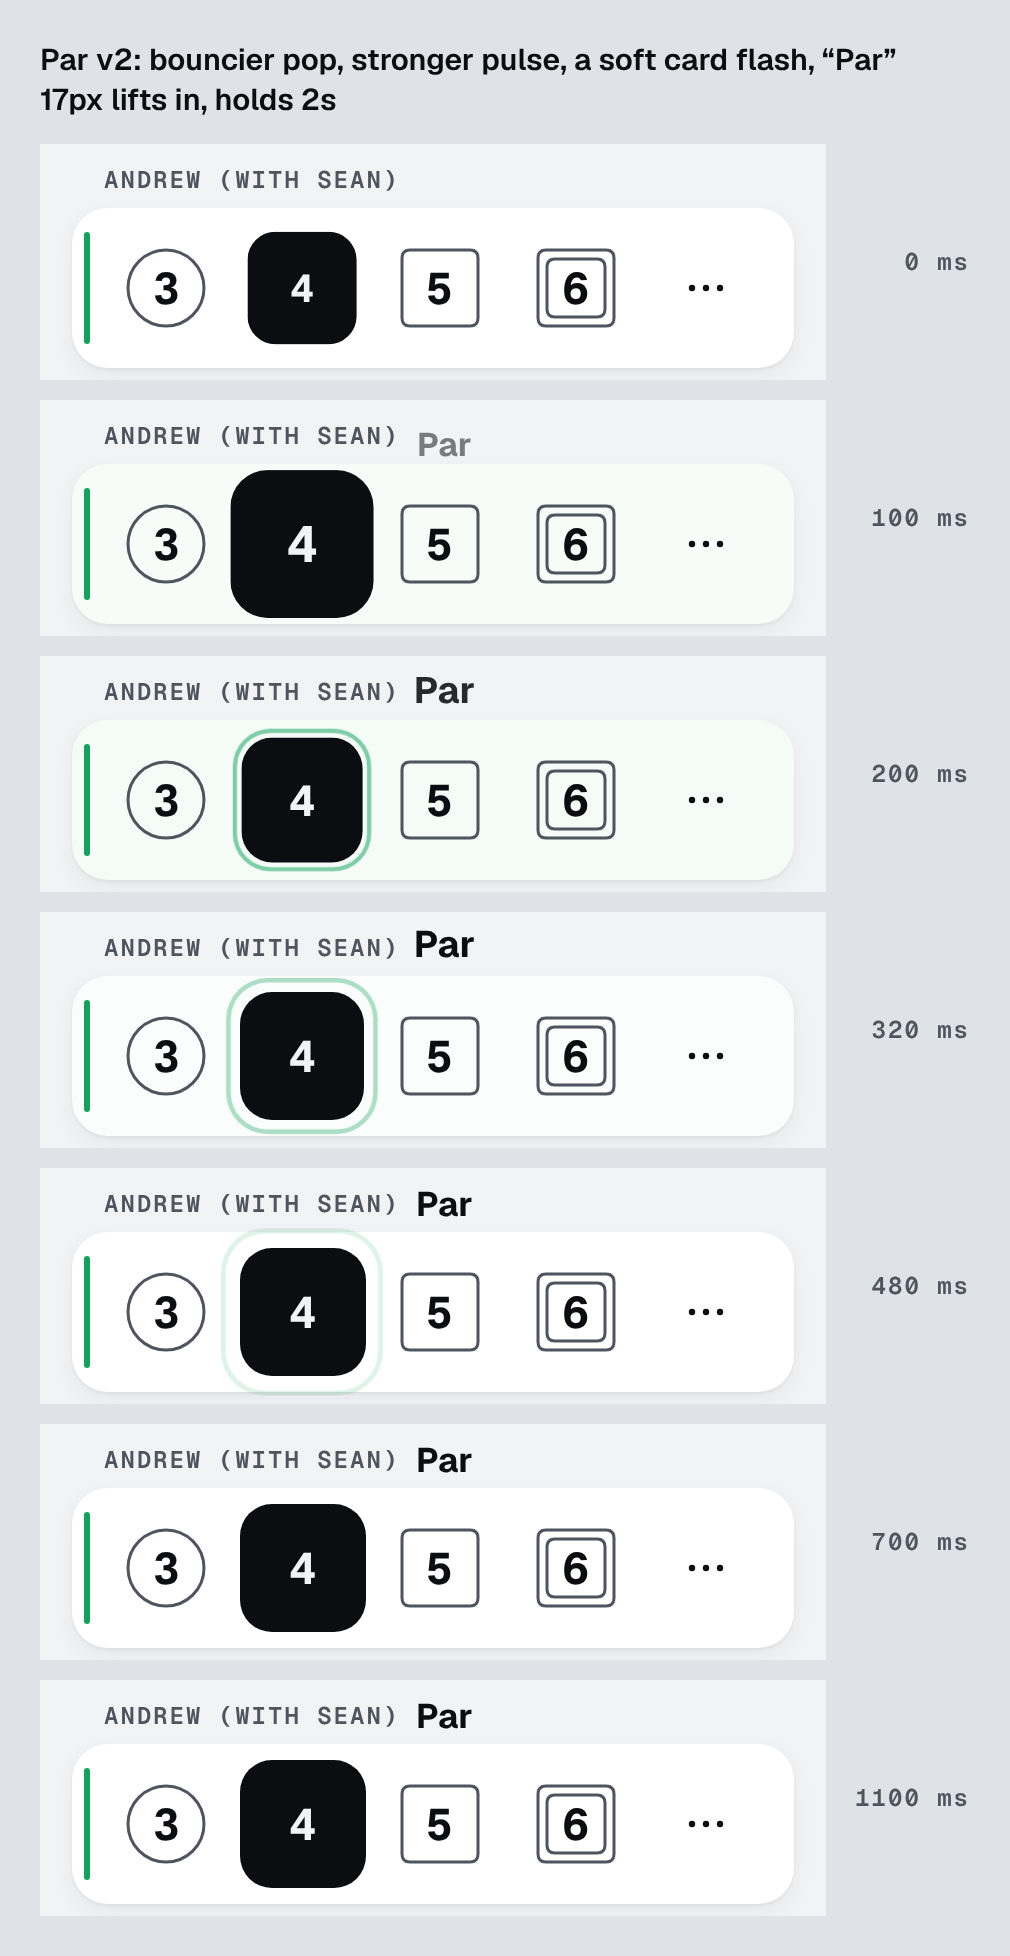 Par v2: bouncier pop, stronger pulse, a soft card flash, “Par”
17px lifts in, holds 2s
ANDREW (WITH SEAN)
3 4 5 6 ...
0 ms
ANDREW (WITH SEAN) Par
3 4 5 6 ...
100 ms
ANDREW (WITH SEAN) Par
3 4 5 6 ...
200 ms
ANDREW (WITH SEAN) Par
3 4 5 6 ...
320 ms
ANDREW (WITH SEAN) Par
3 4 5 6 ...
480 ms
ANDREW (WITH SEAN) Par
3 4 5 6 ...
700 ms
ANDREW (WITH SEAN) Par
3 4 5 6 ...
1100 ms